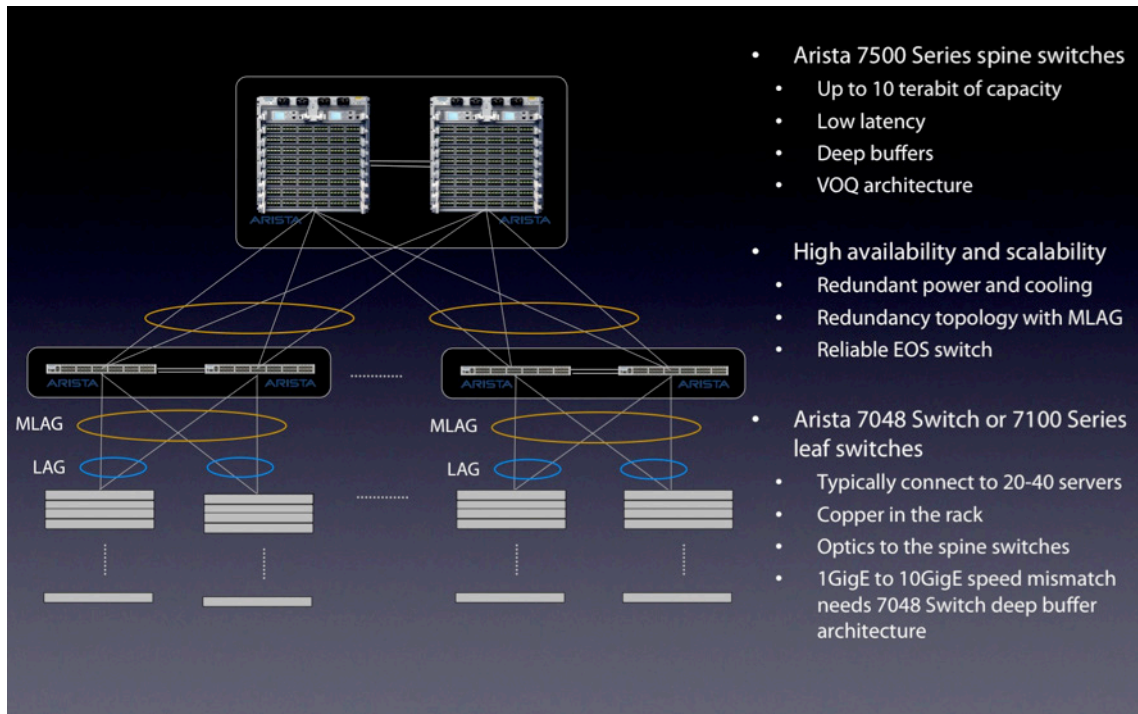 ARISTA
ARISTA
ARISTA
ARISTA
ARISTA
ARISTA
MLAG
LAG
MLAG
LAG
• Arista 7500 Series spine switches
• Up to 10 terabit of capacity
• Low latency
• Deep buffers
• VOQ architecture
• High availability and scalability
• Redundant power and cooling
• Redundancy topology with MLAG
• Reliable EOS switch
• Arista 7048 Switch or 7100 Series
leaf switches
• Typically connect to 20-40 servers
• Copper in the rack
• Optics to the spine switches
• 1GigE to 10GigE speed mismatch
needs 7048 Switch deep buffer
architecture